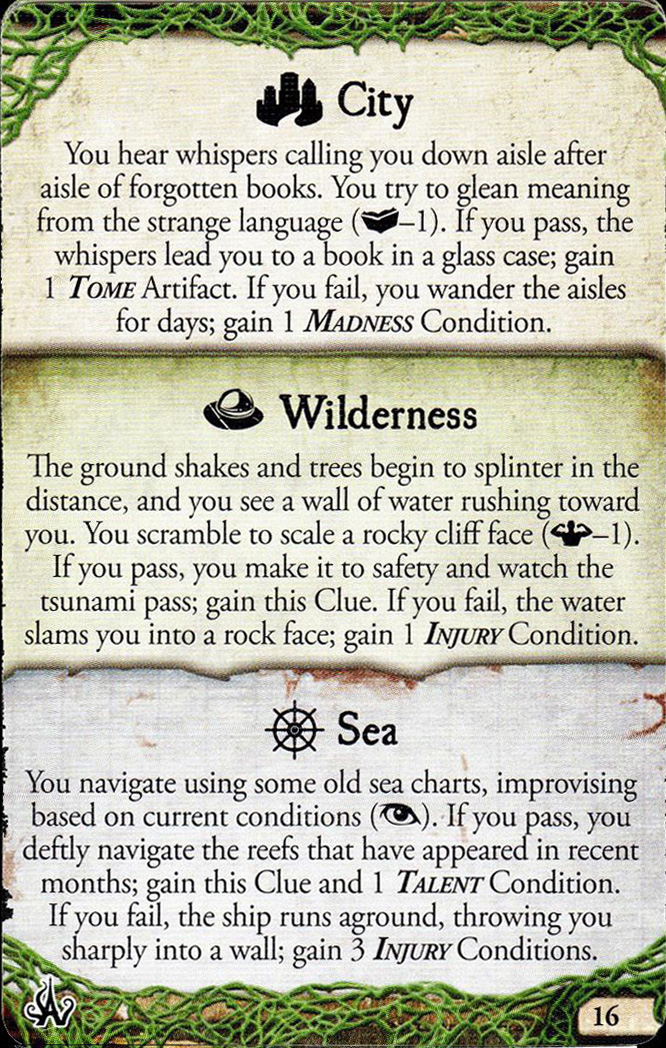 City
You hear whispers calling you down aisle after
aisle of forgotten books. You try to glean meaning
from the strange language (–1). If you pass, the
whispers lead you to a book in a glass case; gain
1 TOME Artifact. If you fail, you wander the aisles
for days; gain 1 MADNESS Condition.
Wilderness
The ground shakes and trees begin to splinter in the
distance, and you see a wall of water rushing toward
you. You scramble to scale a rocky cliff face (–1).
If you pass, you make it to safety and watch the
tsunami pass; gain this Clue. If you fail, the water
slams you into a rock face; gain 1 INJURY Condition.
Sea
You navigate using some old sea charts, improvising
based on current conditions (). If you pass, you
deftly navigate the reefs that have appeared in recent
months; gain this Clue and 1 TALENT Condition.
If you fail, the ship runs aground, throwing you
sharply into a wall; gain 3 INJURY Conditions.
16